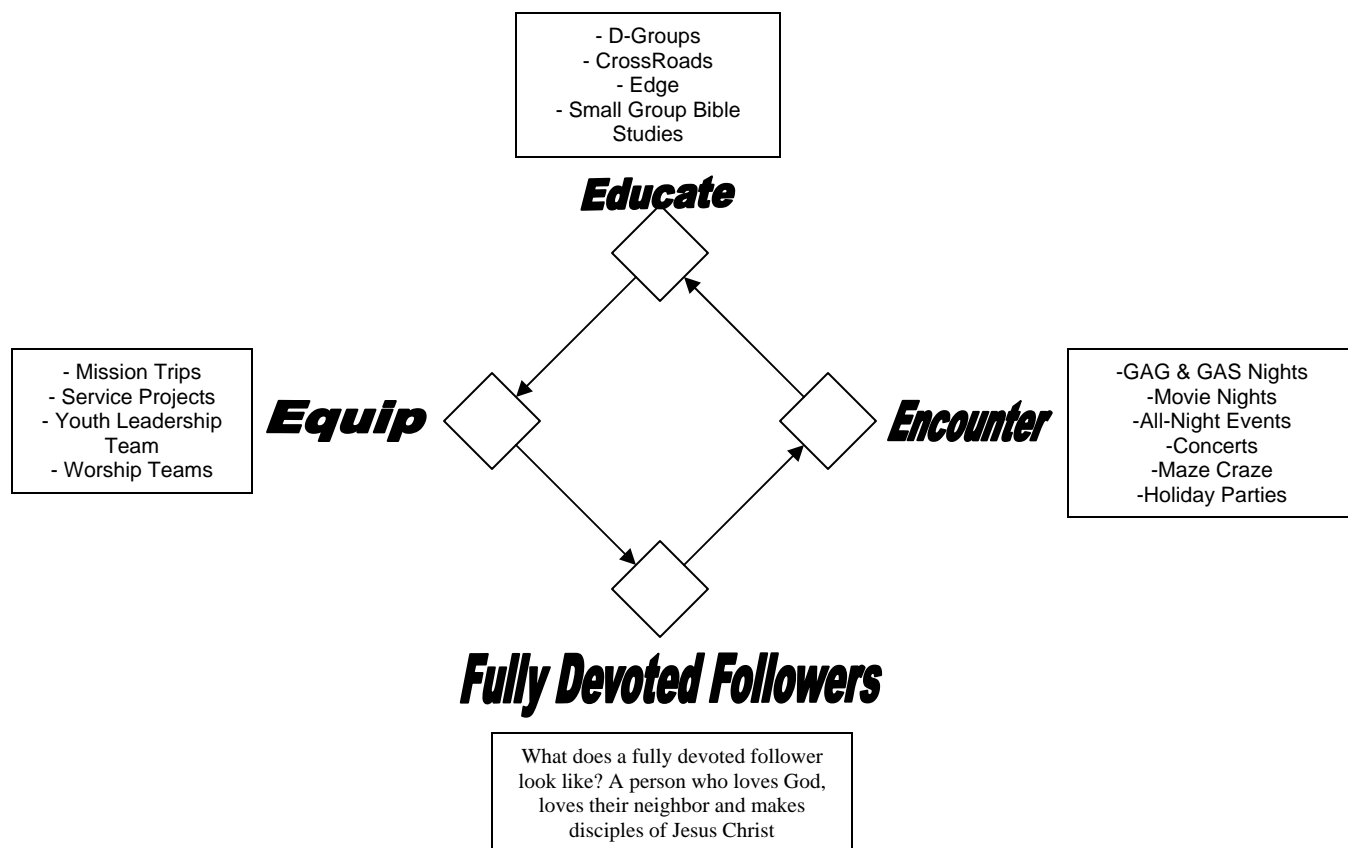 - D-Groups
- CrossRoads
- Edge
- Small Group Bible
Studies
Educate
- Mission Trips
- Service Projects
- Youth Leadership
Team
- Worship Teams
Equip
Encounter
-GAG & GAS Nights
-Movie Nights
-All-Night Events
-Concerts
-Maze Craze
-Holiday Parties
Fully Devoted Followers
What does a fully devoted follower
look like? A person who loves God,
loves their neighbor and makes
disciples of Jesus Christ